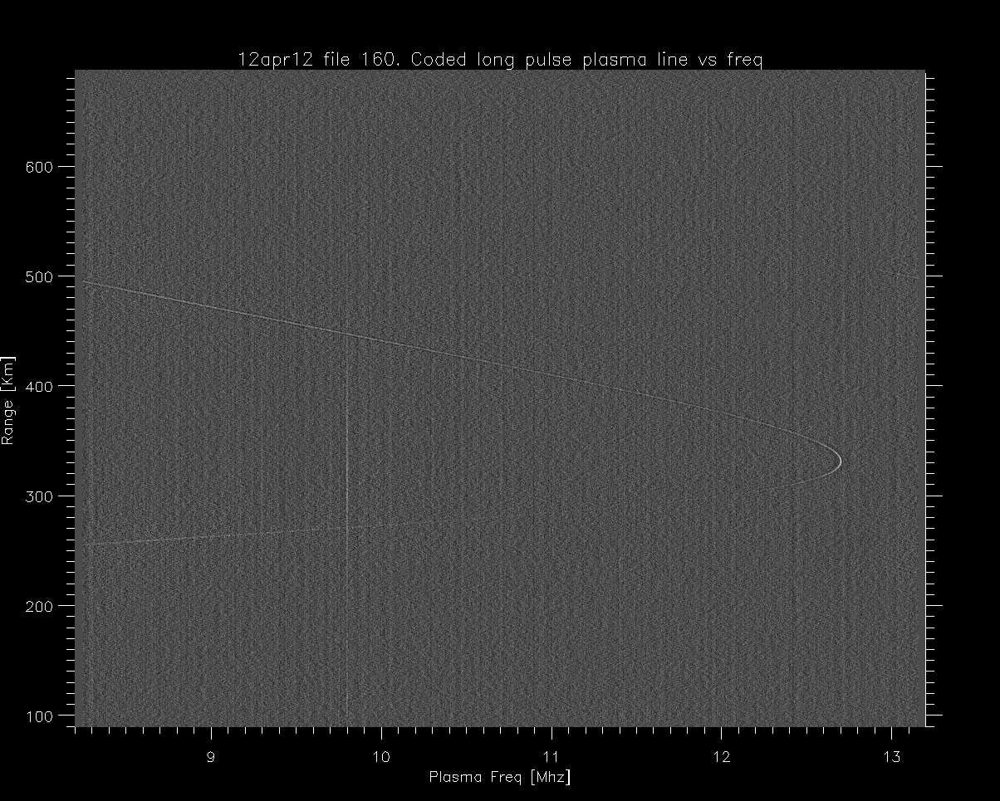 12apr12 file 160. Coded long pulse plasma line vs freq
600
500
400
300
200
100
Range [Km]
9 10 11 12 13
Plasma Freq [Mhz]